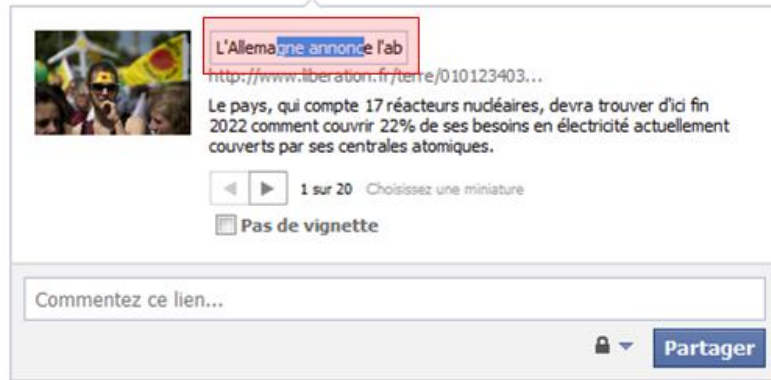 L'Allemagne annonce l'ab
http://www.liberation.fr/terre/010123403...
Le pays, qui compte 17 réacteurs nucléaires, devra trouver d'ici fin
2022 comment couvrir 22% de ses besoins en électricité actuellement
couverts par ses centrales atomiques.
1 sur 20 Choisissez une miniature
Pas de vignette
Commentez ce lien...
Partager